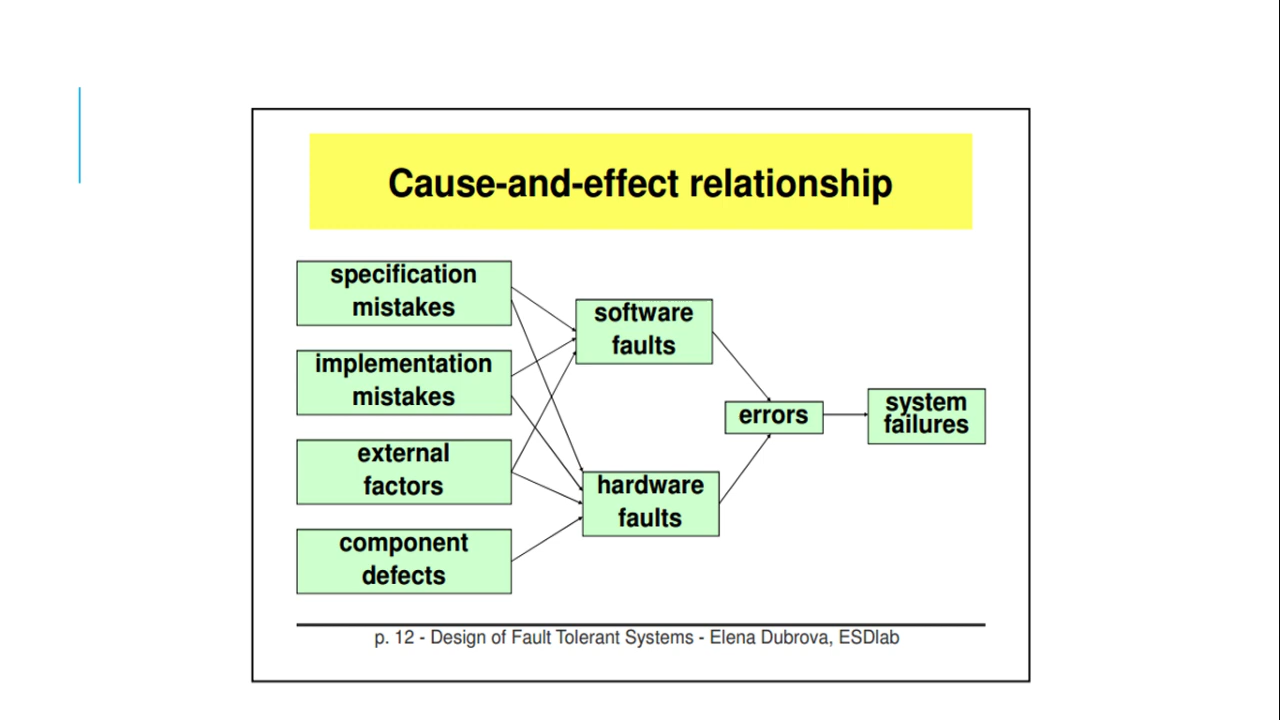 Cause-and-effect relationship
specification
mistakes
implementation
mistakes
external
factors
component
defects
software
faults
hardware
faults
errors
system
failures
p. 12 - Design of Fault Tolerant Systems - Elena Dubrova, ESDlab